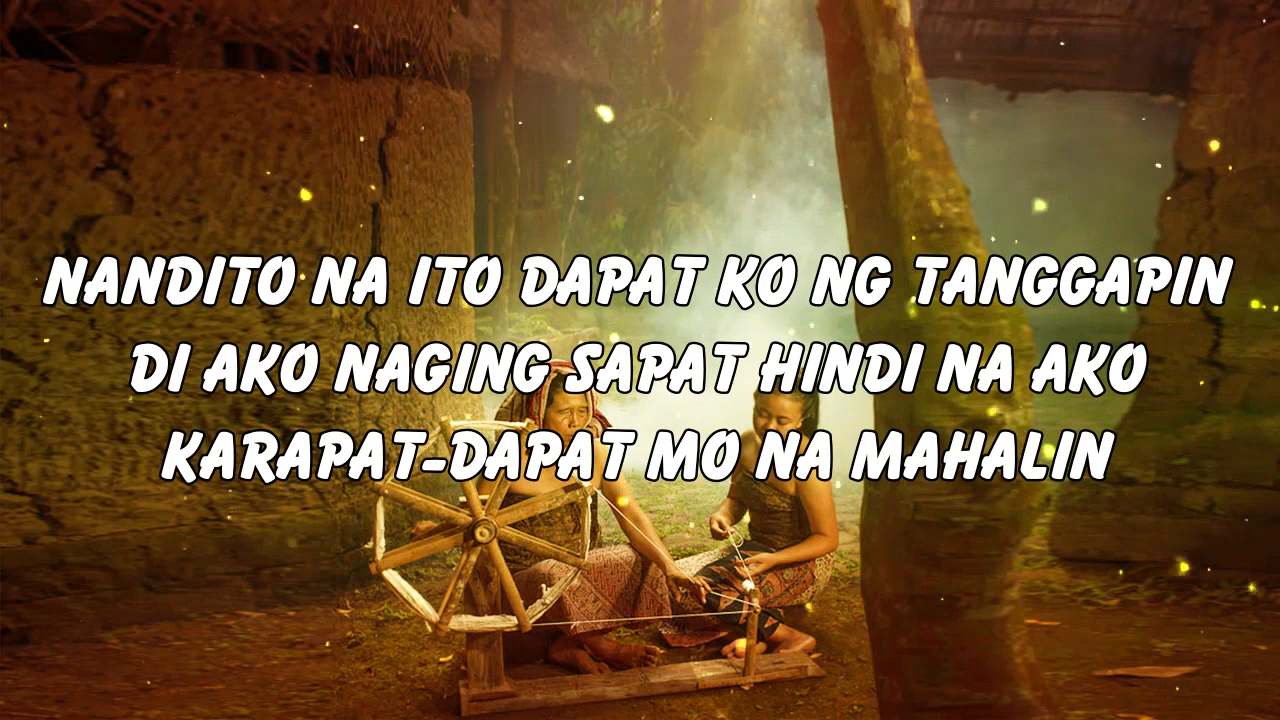 NANDITO NA ITO DAPAT KO NG TANGGAPIN
DI AKO NAGING SAPAT HINDI NA AKO
KARAPAT-DAPAT MO NA MAHALIN